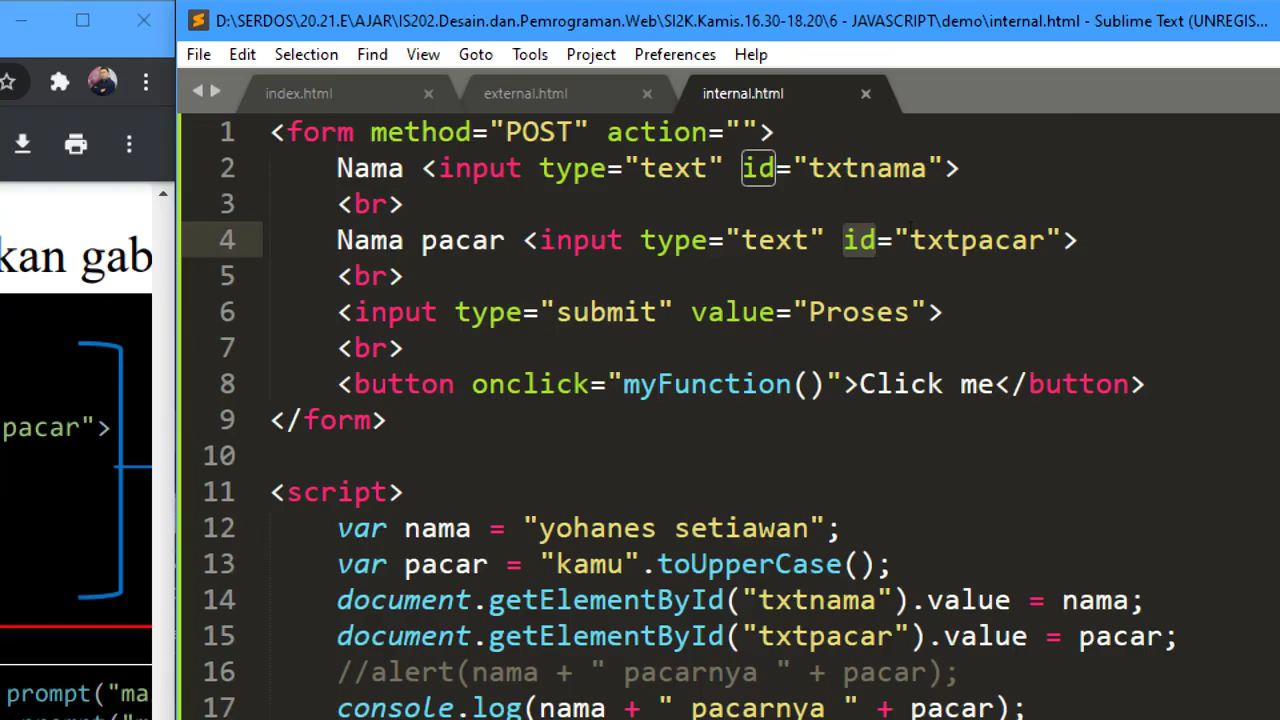 D:\SERDOS\20.21.E\AJAR\IS202.Desain.dan.Pemrograman.Web\SI2K.Kamis.16.30-18.20\6 - JAVASCRIPT\demo\internal.html - Sublime Text (UNREGIS...
File Edit Selection Find View Goto Tools Project Preferences Help
index.html external.html internal.html
1 <form method="POST" action="">
2 Nama <input type="text" id="txtnama">
3 <br>
4 Nama pacar <input type="text" id="txtpacar">
5 <br>
6 <input type="submit" value="Proses">
7 <br>
8 <button onclick="myFunction()">Click me</button>
9 </form>
10
11 <script>
12 var nama = "yohanes setiawan";
13 var pacar = "kamu".toUpperCase();
14 document.getElementById("txtnama").value = nama;
15 document.getElementById("txtpacar").value = pacar;
16 //alert(nama + " pacarnya " + pacar);
17 console.log(nama + " pacarnya " + pacar);
kan gab
pacar">
prompt("ma